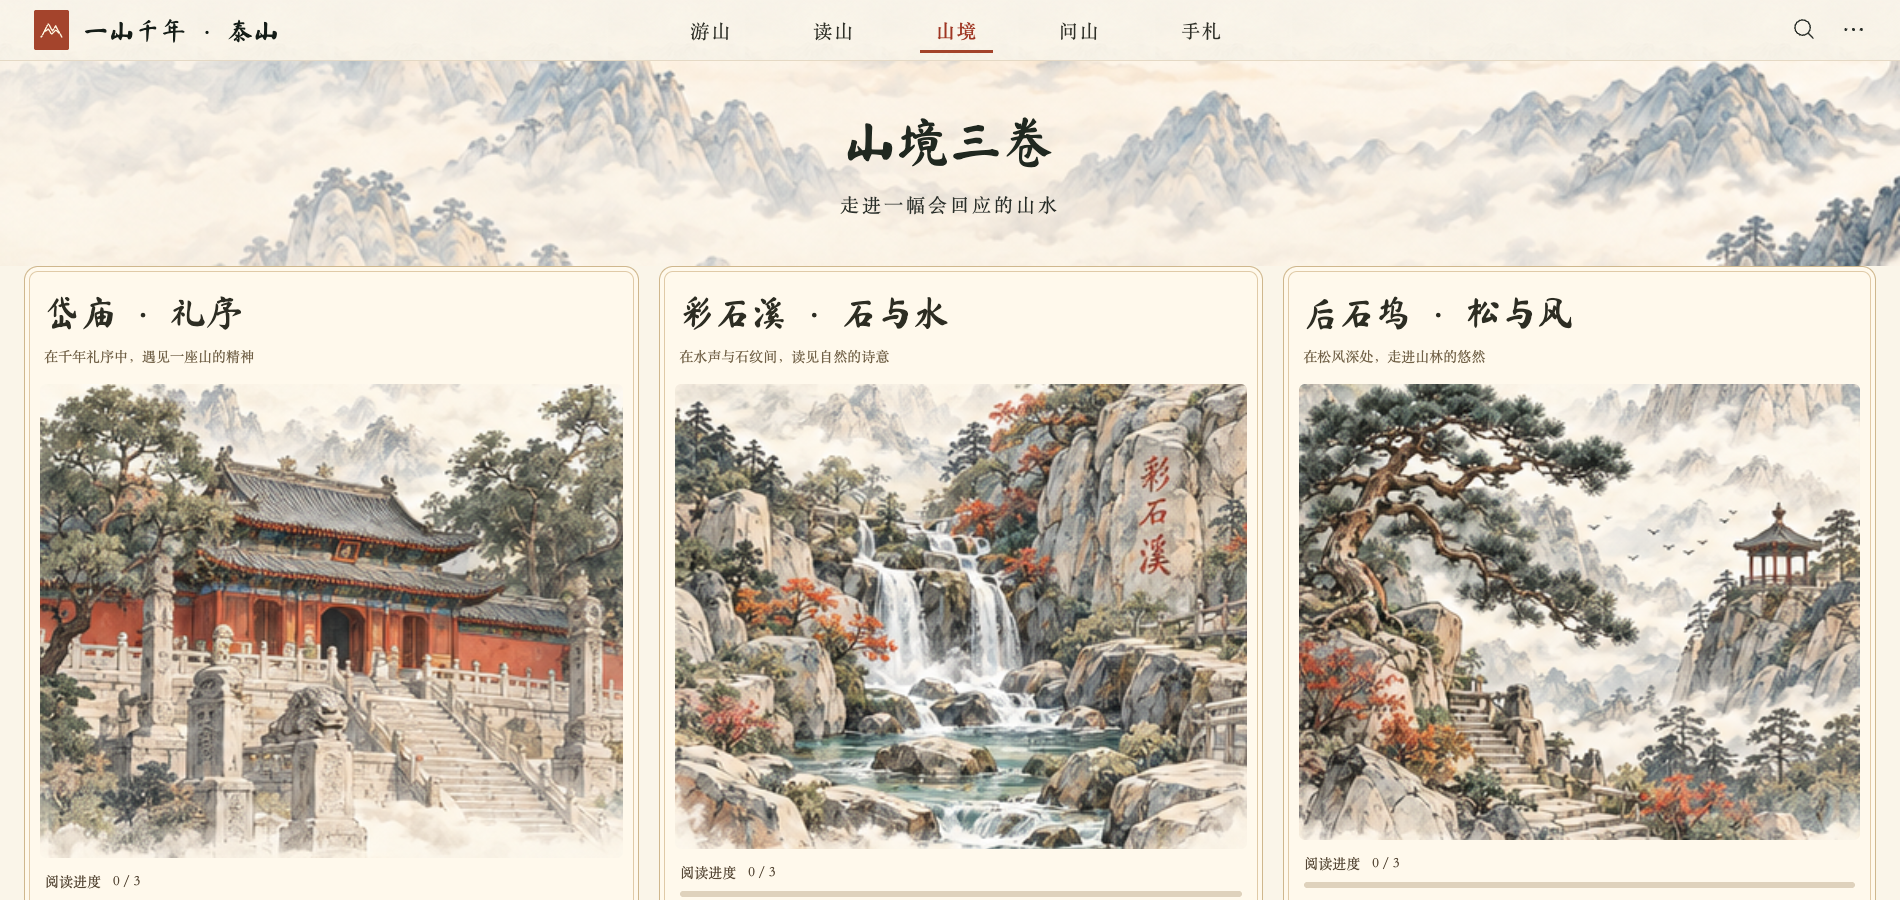 一山千年 · 泰山
游山
读山
山境
问山
手札
山境三卷
走进一幅会回应的山水
岱庙 · 礼序
在千年礼序中，遇见一座山的精神
阅读进度 0 / 3
彩石溪 · 石与水
在水声与石纹间，读见自然的诗意
彩石溪
阅读进度 0 / 3
后石坞 · 松与风
在松风深处，走进山林的悠然
阅读进度 0 / 3